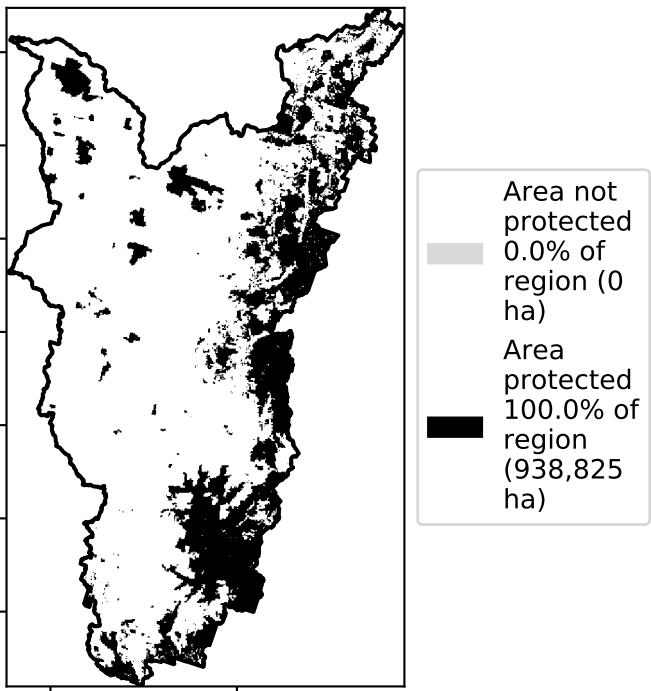 Area not
protected
0.0% of
region (0
ha)
Area
protected
100.0% of
region
(938,825
ha)